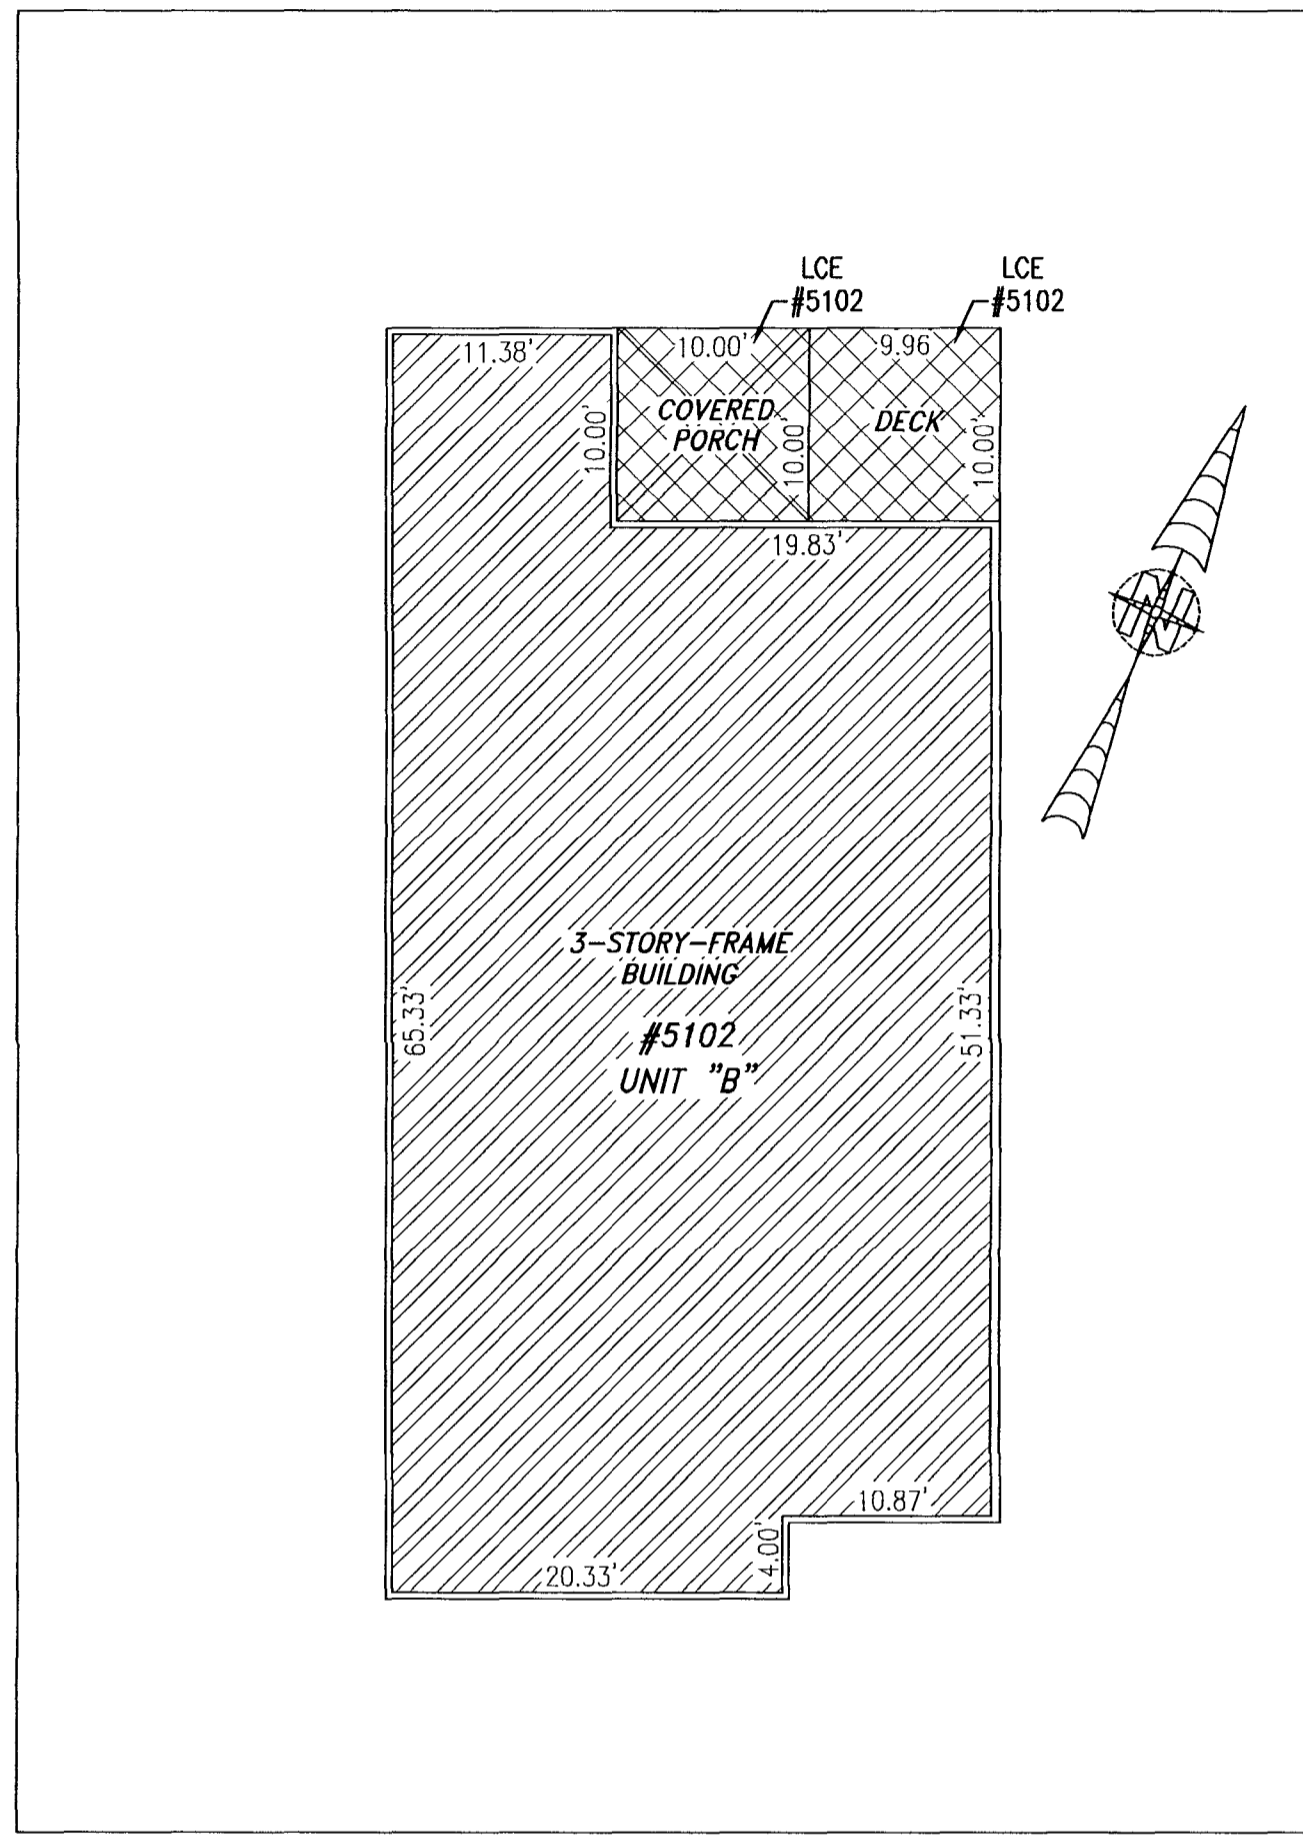 LCE
#5102
LCE
#5102
11.38'
10.00'
9.96
COVERED
PORCH
DECK
10.00'
10.00'
10.00'
19.83'
N
3-STORY-FRAME
BUILDING
#5102
UNIT "B"
65.33'
51.33'
10.87'
4.00'
20.33'